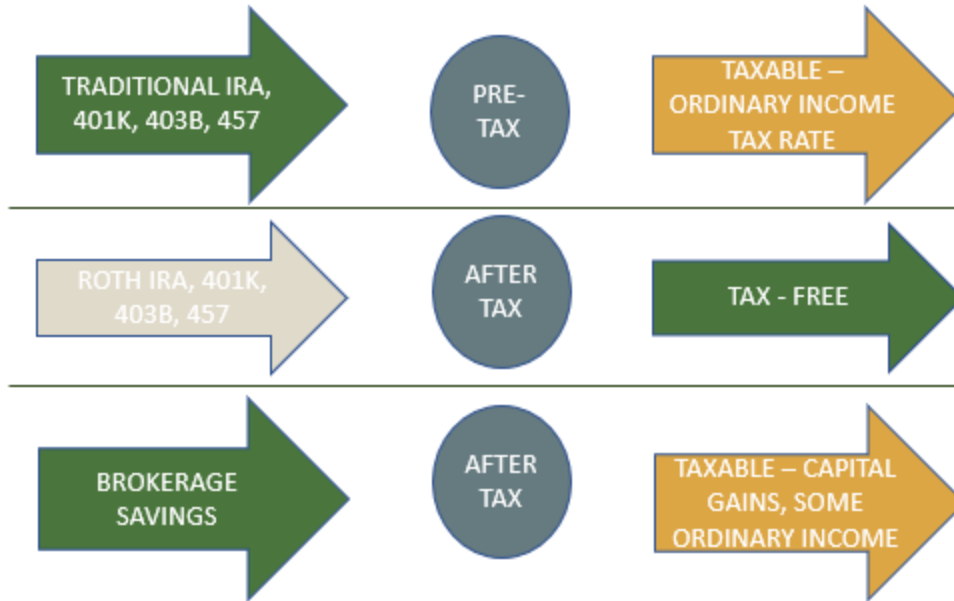 TRADITIONAL IRA,
401K, 403B, 457
PRE-
TAX
TAXABLE –
ORDINARY INCOME
TAX RATE
ROTH IRA, 401K,
403B, 457
AFTER
TAX
TAX - FREE
BROKERAGE
SAVINGS
AFTER
TAX
TAXABLE – CAPITAL
GAINS, SOME
ORDINARY INCOME